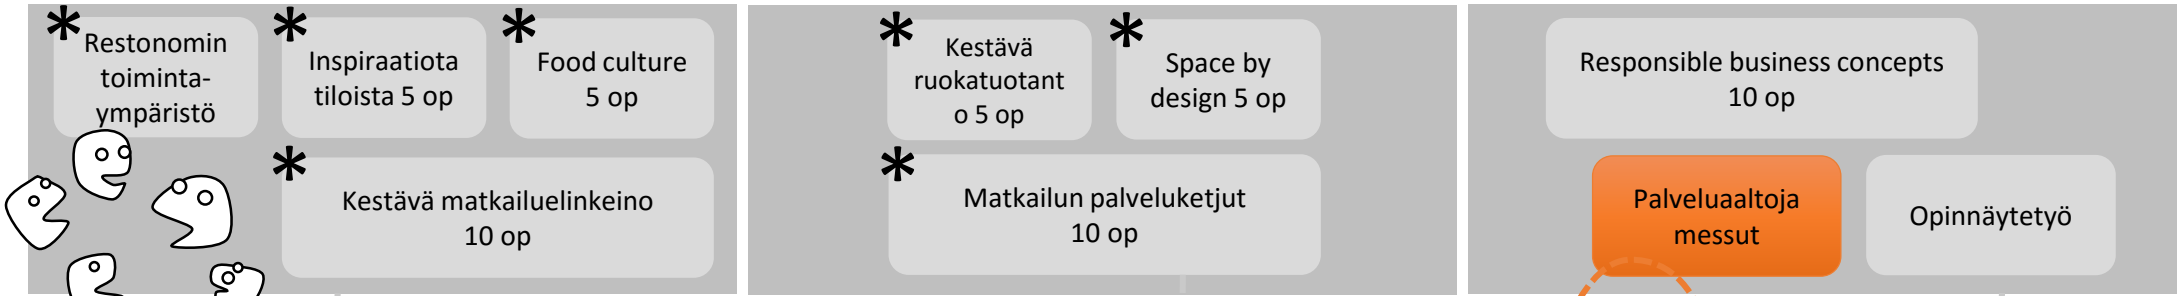 *
Restonomin
toiminta-
ympäristö
*
Inspiraatiota
tiloista 5 op
*
Food culture
5 op
*
Kestävä matkailuelinkeino
10 op
*
Kestävä
ruokatuotant
o 5 op
*
Space by
design 5 op
*
Matkailun palveluketjut
10 op
Responsible business concepts
10 op
Palveluaaltoja
messut
Opinnäytetyö